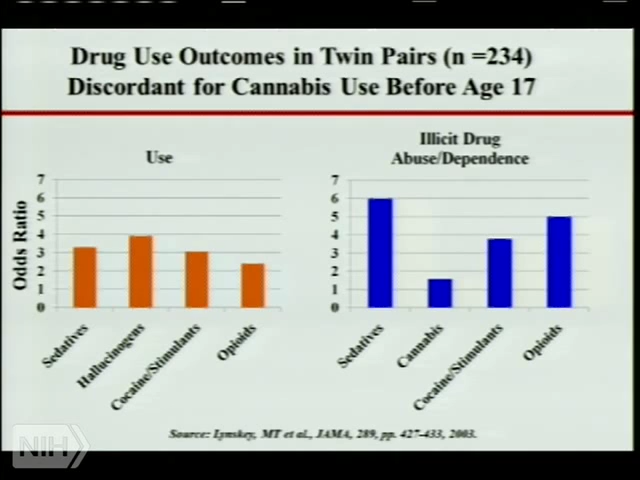 Drug Use Outcomes in Twin Pairs (n =234)
Discordant for Cannabis Use Before Age 17
Use
Odds Ratio
7
6
5
4
3
2
1
0
Sedatives
Hallucinogens
Cocaine/Stimulants
Opioids
Illicit Drug
Abuse/Dependence
7
6
5
4
3
2
1
0
Sedatives
Cannabis
Cocaine/Stimulants
Opioids
Source: Lynskey, MT et al., JAMA, 289, pp. 427-433, 2003.
NIH